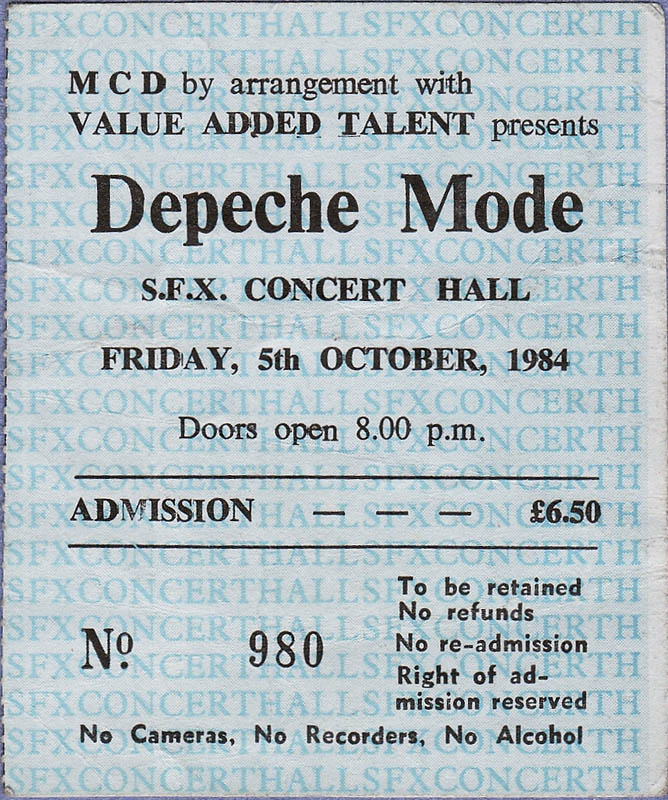 M C D by arrangement with
VALUE ADDED TALENT presents
Depeche Mode
S.F.X. CONCERT HALL
FRIDAY, 5th OCTOBER, 1984
Doors open 8.00 p.m.
ADMISSION — — — £6.50
To be retained
No refunds
No re-admission
Right of ad-
mission reserved
Nº. 980
No Cameras, No Recorders, No Alcohol